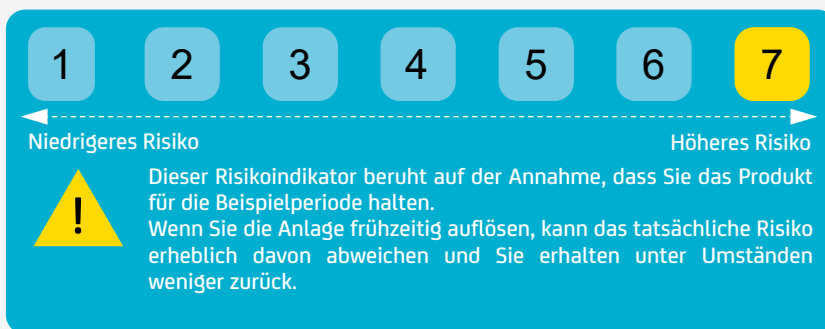 1 2 3 4 5 6 7
Niedrigeres Risiko Höheres Risiko
!
Dieser Risikoindikator beruht auf der Annahme, dass Sie das Produkt
für die Beispielperiode halten.
Wenn Sie die Anlage frühzeitig auflösen, kann das tatsächliche Risiko
erheblich davon abweichen und Sie erhalten unter Umständen
weniger zurück.